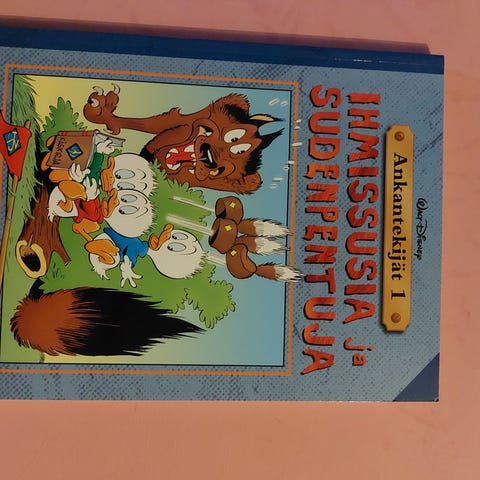 WALT DISNEY
Ankantekijät 1
IHMISSUSIA ja
SUDENPENTUJA